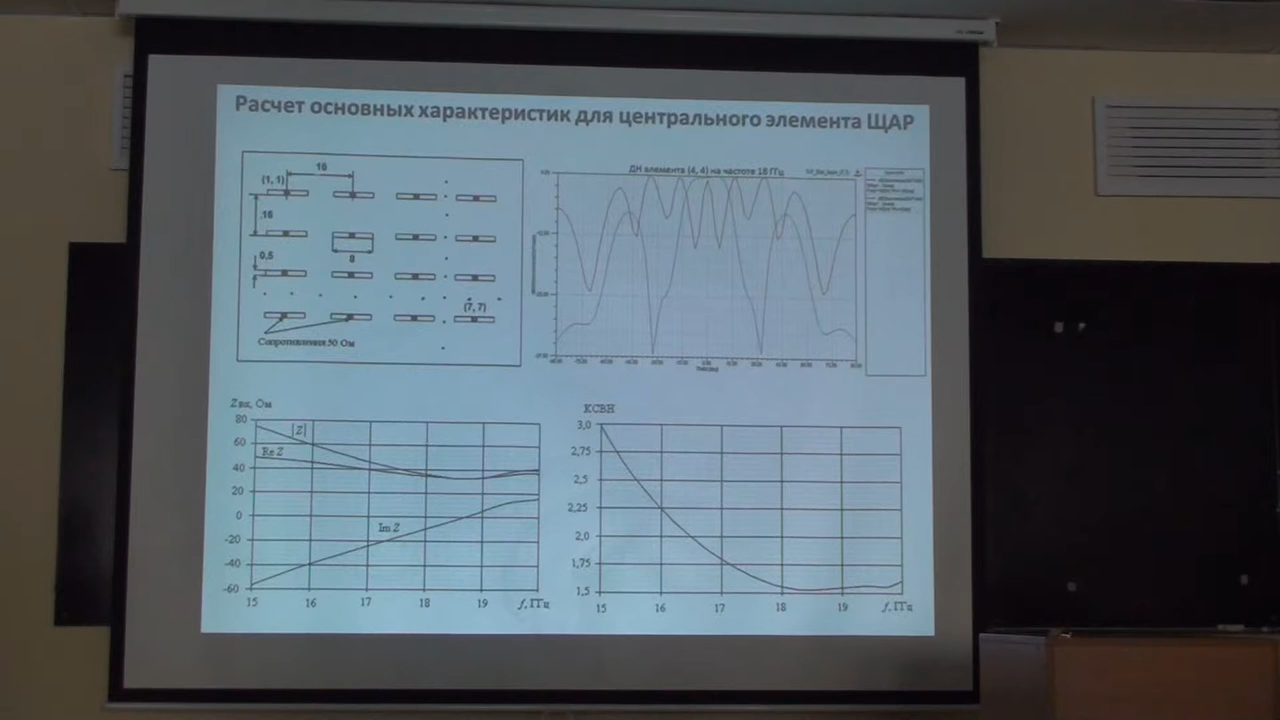 Расчет основных характеристик для центрального элемента ЩАР
16
(1, 1)
16
8
0,5
(7, 7)
Сопротивления 50 Ом
ДН элемента (4, 4) на частоте 18 ГГц
Zвх, Ом
80
60
40
20
0
-20
-40
-60
|Z|
Re Z
Im Z
15 16 17 18 19 f, ГГц
КСВН
3,0
2,75
2,5
2,25
2,0
1,75
1,5
15 16 17 18 19 f, ГГц